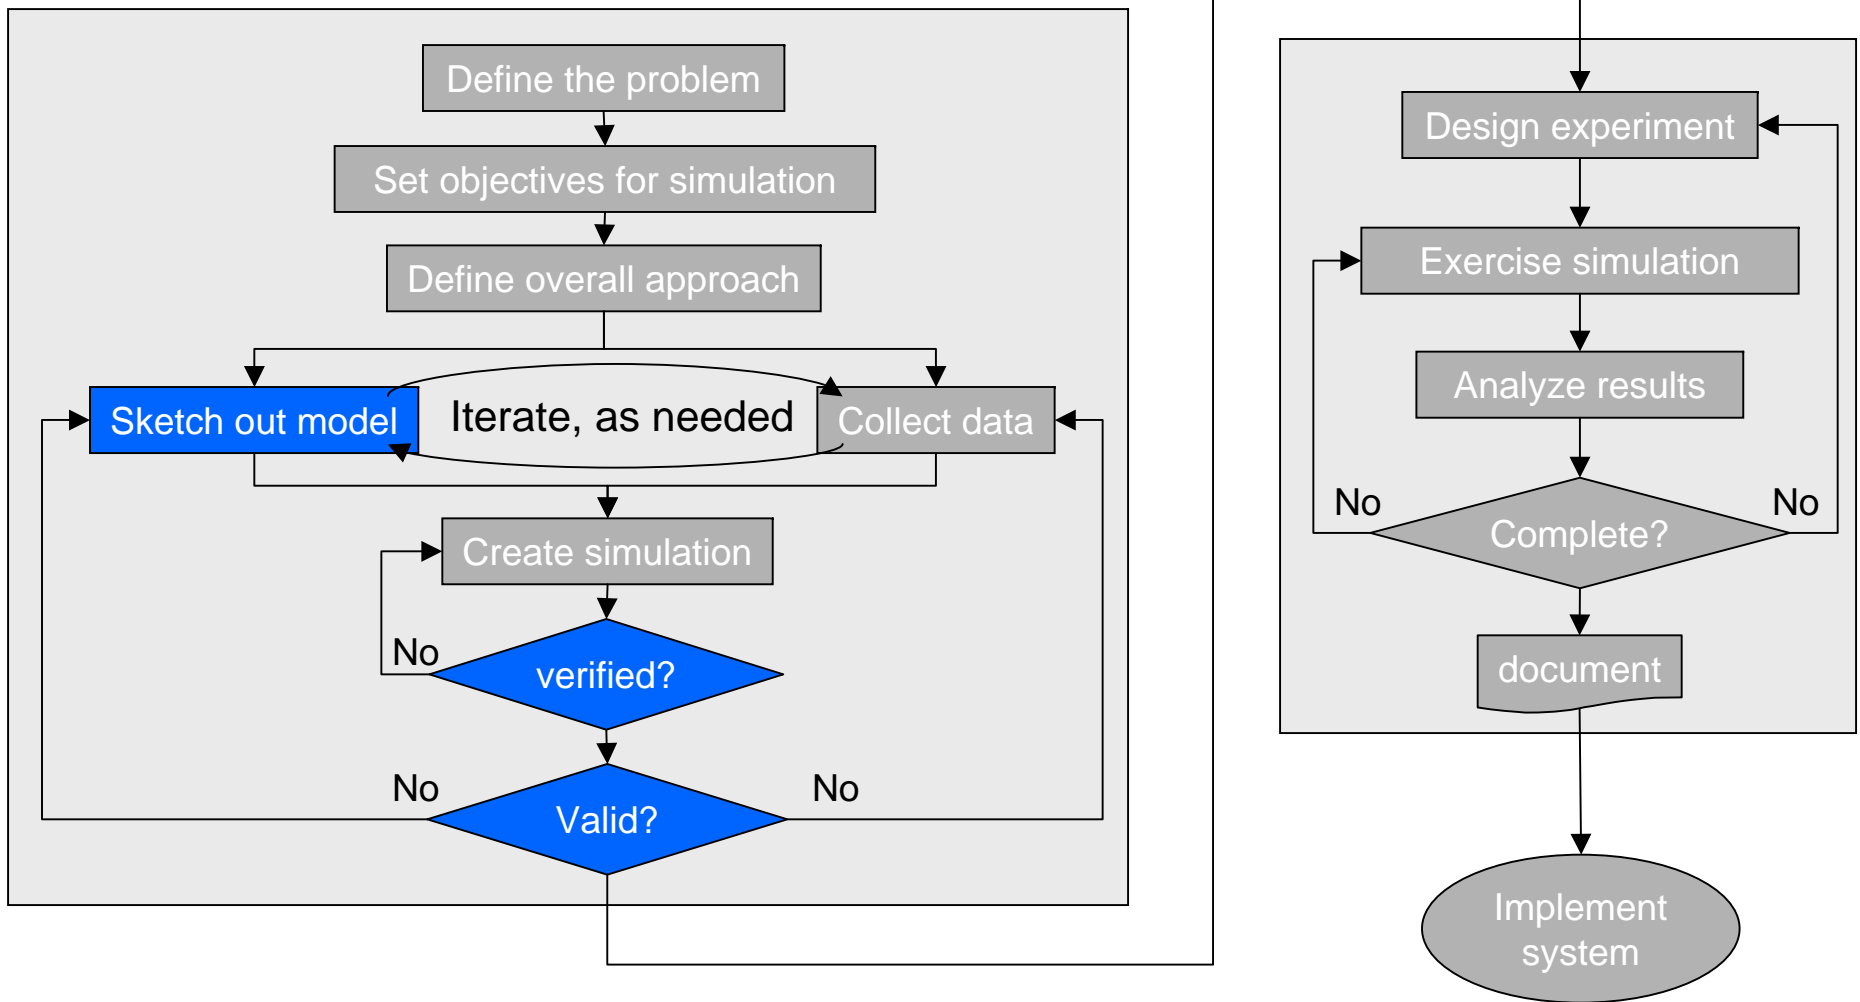 Define the problem
Set objectives for simulation
Define overall approach
Sketch out model
Iterate, as needed
Collect data
Create simulation
No
verified?
No
No
Valid?
Design experiment
Exercise simulation
Analyze results
No
No
Complete?
document
Implement
system